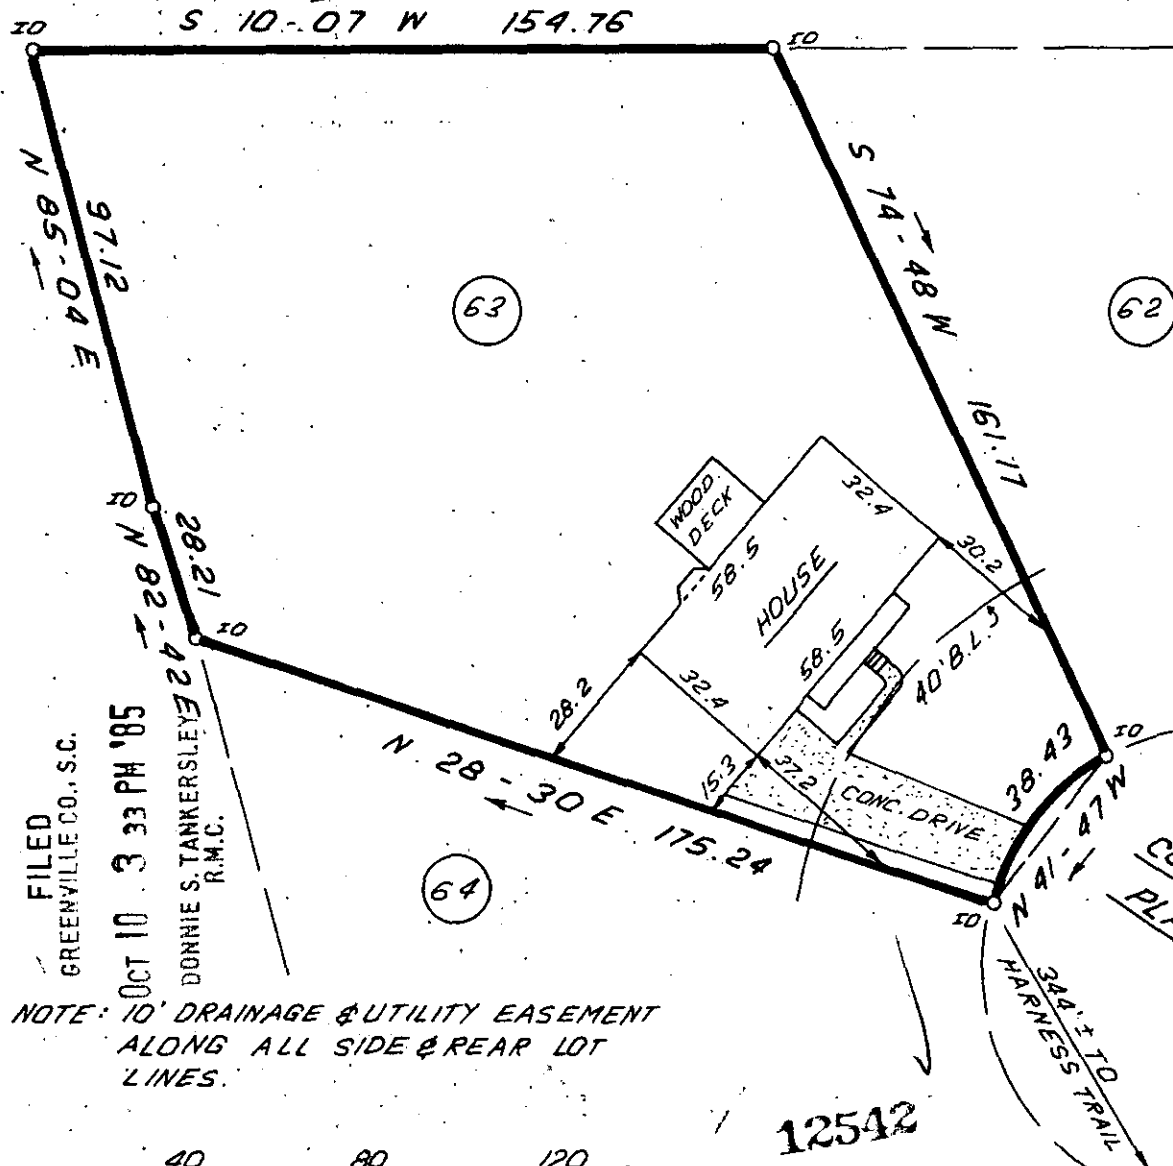 S 10-07 W 154.76
IO
IO
N 85-04 E
97.12
S 74-48 W 161.17
63
62
IO
N 82-42 E
28.21
IO
WOOD
DECK
58.5
HOUSE
58.5
32.4
30.2
40' B.L.
28.2
32.4
15.3
37.2
CONC. DRIVE
N 28-30 E 175.24
38.43
IO
N 41-47 W
IO
64
344'± TO
HARNESS TRAIL
FILED
GREENVILLE CO., S.C.
OCT 10 3 33 PM '85
DONNIE S. TANKERSLEY
R.M.C.
NOTE: 10' DRAINAGE & UTILITY EASEMENT
ALONG ALL SIDE & REAR LOT
LINES.
12542
40 80 120